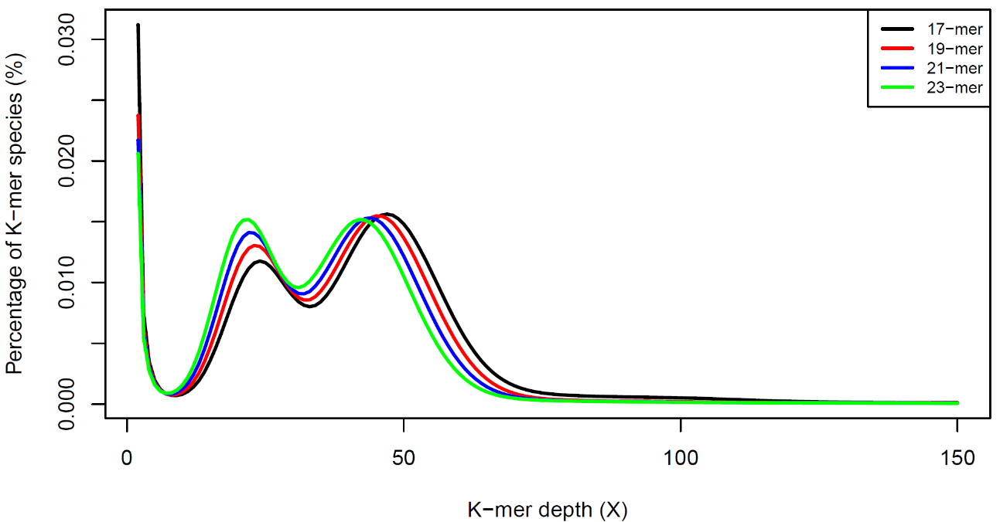 17−mer
19−mer
21−mer
23−mer
Percentage of K−mer species (%)
0.030
0.020
0.010
0.000
0
50
100
150
K−mer depth (X)